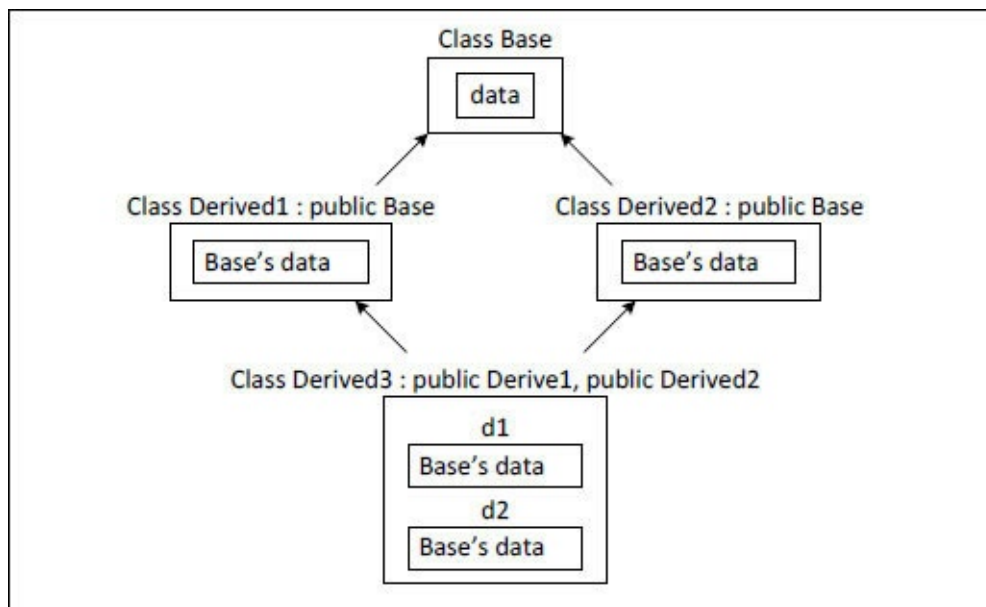 Class Base
data
Class Derived1 : public Base
Class Derived2 : public Base
Base's data
Base's data
Class Derived3 : public Derive1, public Derived2
d1
Base's data
d2
Base's data